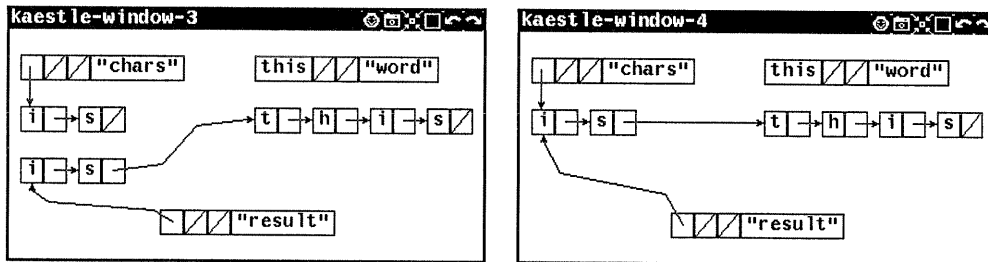 kaestle-window-3
"chars"
this "word"
i s
t h i s
i s
"result"
kaestle-window-4
"chars"
this "word"
i s
t h i s
"result"